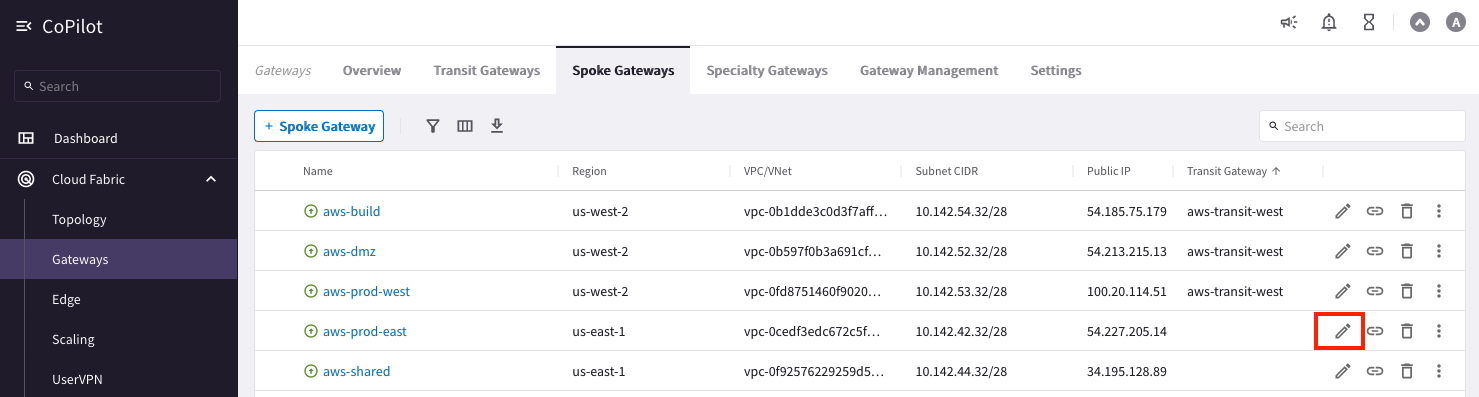 CoPilot
A
Search
Gateways Overview Transit Gateways Spoke Gateways Specialty Gateways Gateway Management Settings
+ Spoke Gateway
Search
Dashboard
Cloud Fabric
Topology
Gateways
Edge
Scaling
UserVPN
Name Region VPC/VNet Subnet CIDR Public IP Transit Gateway
aws-build us-west-2 vpc-0b1dde3c0d3f7aff… 10.142.54.32/28 54.185.75.179 aws-transit-west
aws-dmz us-west-2 vpc-0b597f0b3a691cf… 10.142.52.32/28 54.213.215.13 aws-transit-west
aws-prod-west us-west-2 vpc-0fd8751460f9020… 10.142.53.32/28 100.20.114.51 aws-transit-west
aws-prod-east us-east-1 vpc-0cedf3edc672c5f… 10.142.42.32/28 54.227.205.14
aws-shared us-east-1 vpc-0f92576229259d5… 10.142.44.32/28 34.195.128.89